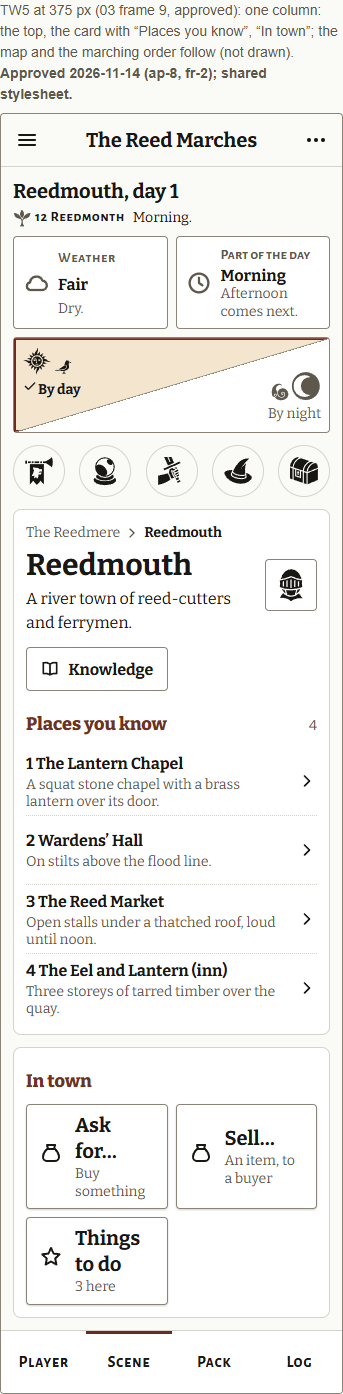 TW5 at 375 px (03 frame 9, approved): one column:
the top, the card with “Places you know”, “In town”; the
map and the marching order follow (not drawn).
Approved 2026-11-14 (ap-8, fr-2); shared
stylesheet.
The Reed Marches
Reedmouth, day 1
12 Reedmonth Morning.
Weather
Fair
Dry.
Part of the day
Morning
Afternoon
comes next.
By day
By night
The Reedmere > Reedmouth
Reedmouth
A river town of reed-cutters
and ferrymen.
Knowledge
Places you know 4
1 The Lantern Chapel
A squat stone chapel with a brass
lantern over its door.
2 Wardens’ Hall
On stilts above the flood line.
3 The Reed Market
Open stalls under a thatched roof, loud
until noon.
4 The Eel and Lantern (inn)
Three storeys of tarred timber over the
quay.
In town
Ask
for...
Buy
something
Sell...
An item, to
a buyer
Things
to do
3 here
Player Scene Pack Log